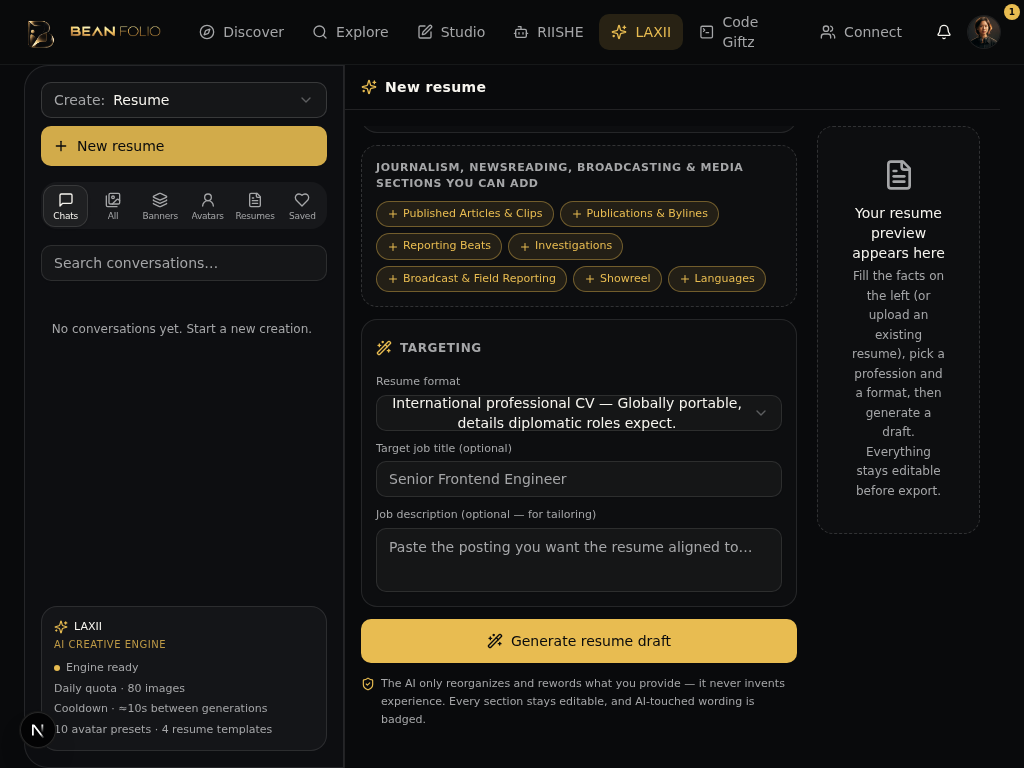 BEAN FOLIO
Discover
Explore
Studio
RIISHE
LAXII
Code
Giftz
Connect
1
Create: Resume
New resume
Chats
All
Banners
Avatars
Resumes
Saved
Search conversations...
No conversations yet. Start a new creation.
LAXII
AI CREATIVE ENGINE
Engine ready
Daily quota · 80 images
Cooldown · ≈10s between generations
10 avatar presets · 4 resume templates
N
New resume
JOURNALISM, NEWSREADING, BROADCASTING & MEDIA
SECTIONS YOU CAN ADD
+ Published Articles & Clips
+ Publications & Bylines
+ Reporting Beats
+ Investigations
+ Broadcast & Field Reporting
+ Showreel
+ Languages
TARGETING
Resume format
International professional CV — Globally portable,
details diplomatic roles expect.
Target job title (optional)
Senior Frontend Engineer
Job description (optional — for tailoring)
Paste the posting you want the resume aligned to…
Generate resume draft
The AI only reorganizes and rewords what you provide — it never invents
experience. Every section stays editable, and AI-touched wording is
badged.
Your resume
preview
appears here
Fill the facts on
the left (or
upload an
existing
resume), pick a
profession and
a format, then
generate a
draft.
Everything
stays editable
before export.